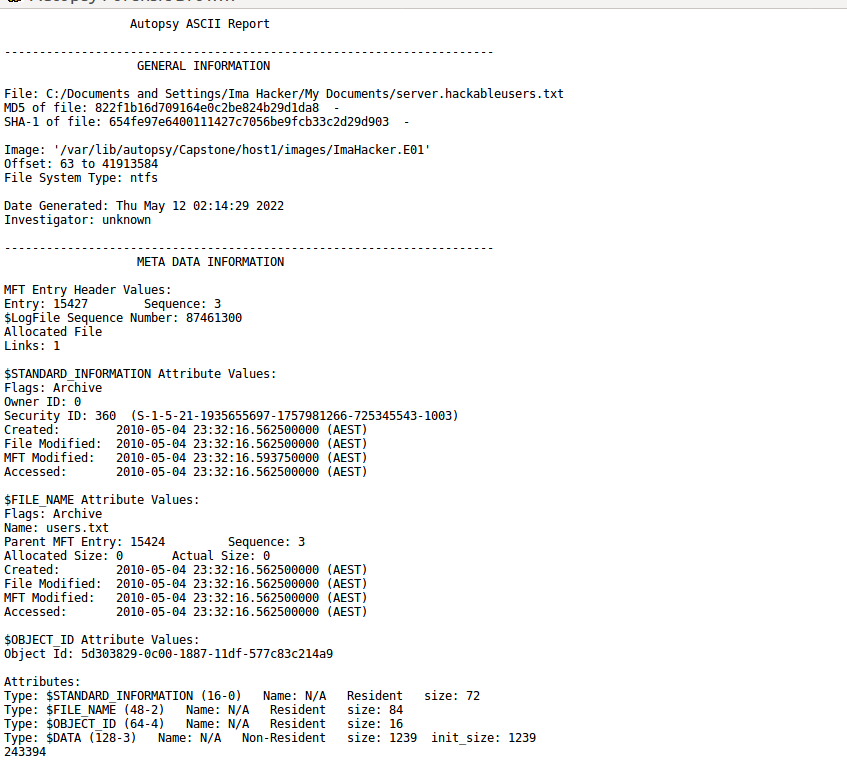 Autopsy ASCII Report
----------------------------------------------------------------------
GENERAL INFORMATION
File: C:/Documents and Settings/Ima Hacker/My Documents/server.hackableusers.txt
MD5 of file: 822f1b16d709164e0c2be824b29d1da8  -
SHA-1 of file: 654fe97e6400111427c7056be9fcb33c2d29d903  -
Image: '/var/lib/autopsy/Capstone/host1/images/ImaHacker.E01'
Offset: 63 to 41913584
File System Type: ntfs
Date Generated: Thu May 12 02:14:29 2022
Investigator: unknown
----------------------------------------------------------------------
META DATA INFORMATION
MFT Entry Header Values:
Entry: 15427        Sequence: 3
$LogFile Sequence Number: 87461300
Allocated File
Links: 1
$STANDARD_INFORMATION Attribute Values:
Flags: Archive
Owner ID: 0
Security ID: 360  (S-1-5-21-1935655697-1757981266-725345543-1003)
Created:        2010-05-04 23:32:16.562500000 (AEST)
File Modified:  2010-05-04 23:32:16.562500000 (AEST)
MFT Modified:   2010-05-04 23:32:16.593750000 (AEST)
Accessed:       2010-05-04 23:32:16.562500000 (AEST)
$FILE_NAME Attribute Values:
Flags: Archive
Name: users.txt
Parent MFT Entry: 15424         Sequence: 3
Allocated Size: 0       Actual Size: 0
Created:        2010-05-04 23:32:16.562500000 (AEST)
File Modified:  2010-05-04 23:32:16.562500000 (AEST)
MFT Modified:   2010-05-04 23:32:16.562500000 (AEST)
Accessed:       2010-05-04 23:32:16.562500000 (AEST)
$OBJECT_ID Attribute Values:
Object Id: 5d303829-0c00-1887-11df-577c83c214a9
Attributes:
Type: $STANDARD_INFORMATION (16-0)   Name: N/A   Resident   size: 72
Type: $FILE_NAME (48-2)   Name: N/A   Resident   size: 84
Type: $OBJECT_ID (64-4)   Name: N/A   Resident   size: 16
Type: $DATA (128-3)   Name: N/A   Non-Resident   size: 1239  init_size: 1239
243394